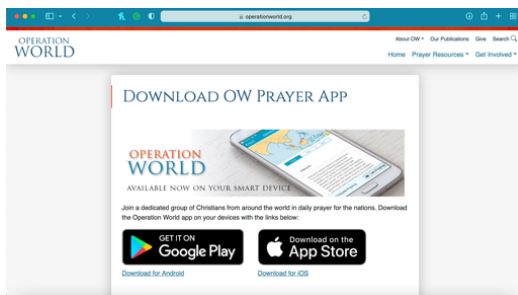 operationworld.org
OPERATION
WORLD
About OW Our Publications Give Search
Home Prayer Resources Get Involved
DOWNLOAD OW PRAYER APP
OPERATION
WORLD
AVAILABLE NOW ON YOUR SMART DEVICE
Join a dedicated group of Christians from around the world in daily prayer for the nations. Download
the Operation World app on your devices with the links below:
GET IT ON
Google Play
Download on the
App Store
Download for Android
Download for iOS